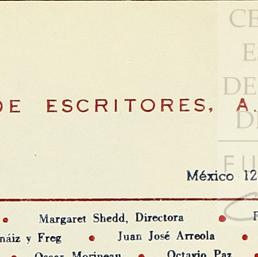 DE ESCRITORES, A.
México 12
Margaret Shedd, Directora
náiz y Freg • Juan José Arreola
Oscar Morineau • Octavio Paz